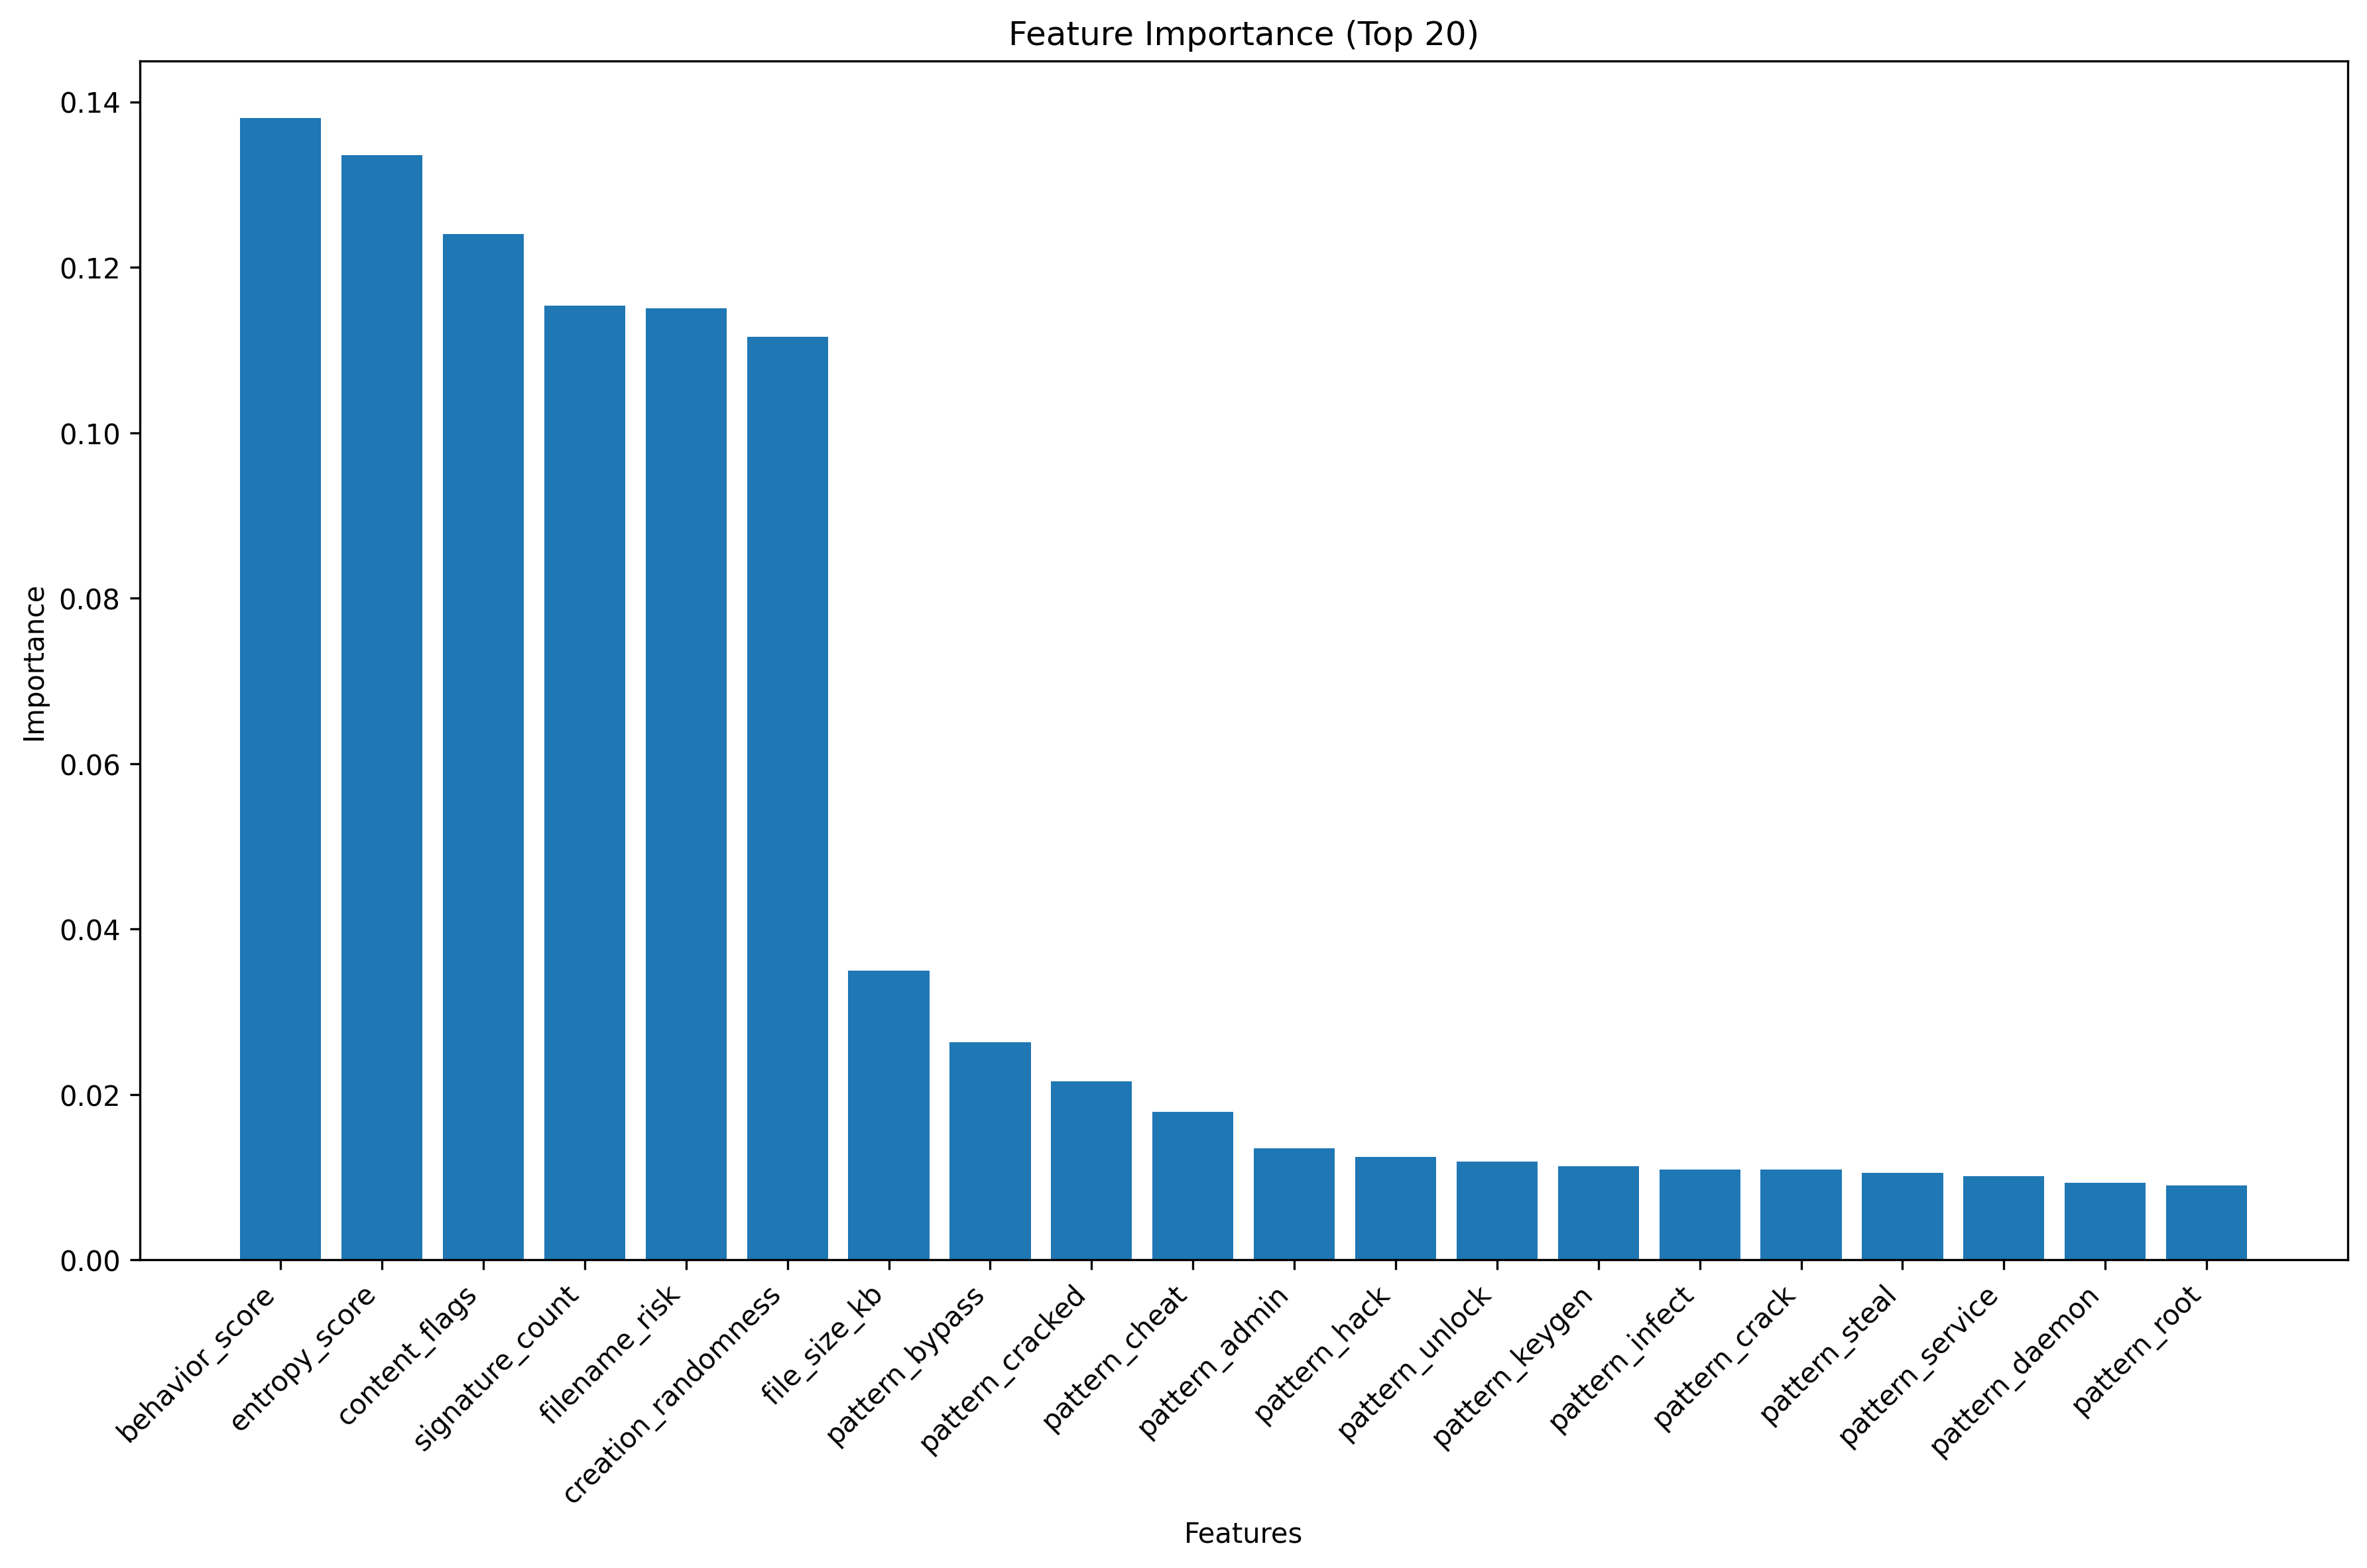 Feature Importance (Top 20)
0.14
0.12
0.10
0.08
0.06
0.04
0.02
0.00
Importance
behavior_score
entropy_score
content_flags
signature_count
filename_risk
creation_randomness
file_size_kb
pattern_bypass
pattern_cracked
pattern_cheat
pattern_admin
pattern_hack
pattern_unlock
pattern_keygen
pattern_infect
pattern_crack
pattern_steal
pattern_service
pattern_daemon
pattern_root
Features